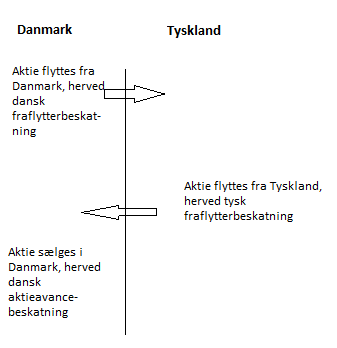 Danmark
Tyskland
Aktie flyttes fra
Danmark, herved
dansk
fraflytterbeskat-
ning
Aktie flyttes fra Tyskland,
herved tysk
fraflytterbeskatning
Aktie sælges i
Danmark, herved
dansk
aktieavance-
beskatning